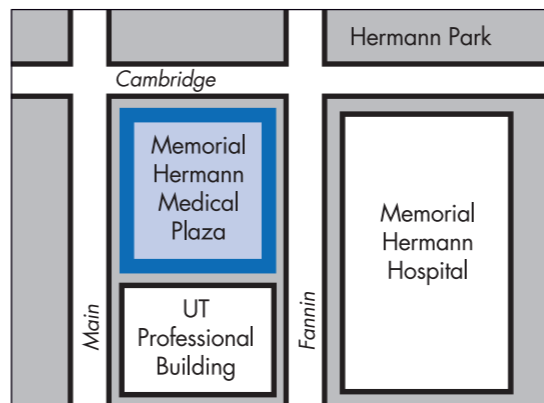 Hermann Park
Cambridge
Memorial
Hermann
Medical
Plaza
Memorial
Hermann
Hospital
UT
Professional
Building
Main
Fannin